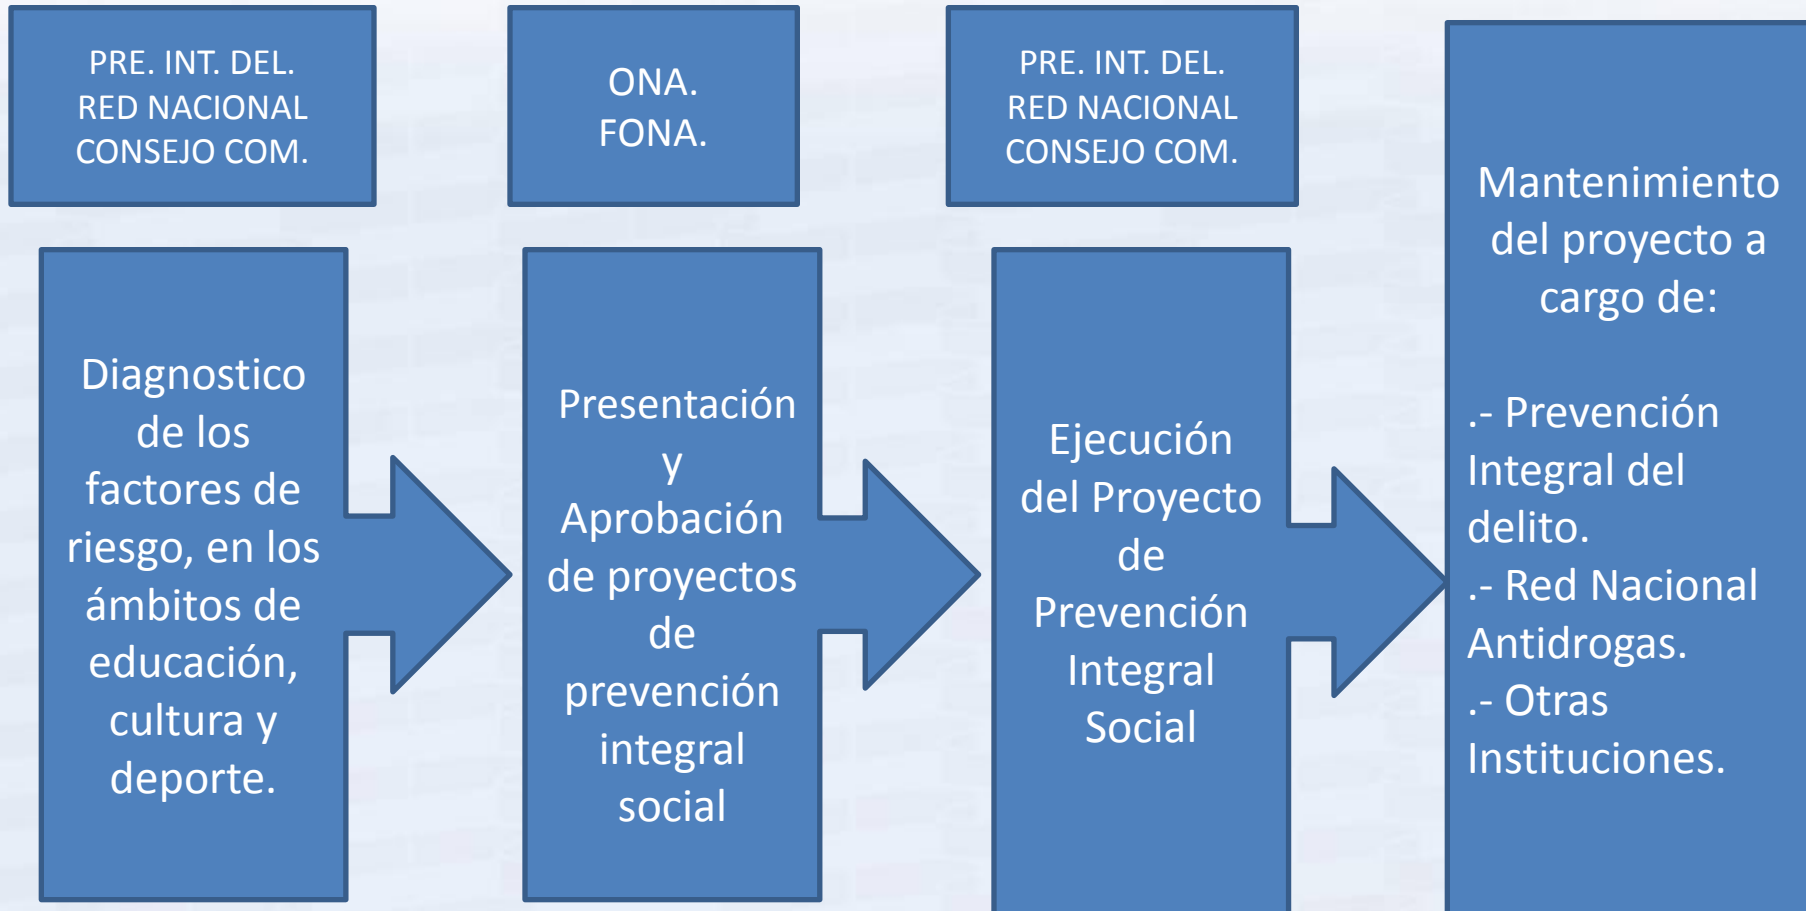 PRE. INT. DEL.
RED NACIONAL
CONSEJO COM.
ONA.
FONA.
PRE. INT. DEL.
RED NACIONAL
CONSEJO COM.
Diagnostico
de los
factores de
riesgo, en los
ámbitos de
educación,
cultura y
deporte.
Presentación
y
Aprobación
de proyectos
de
prevención
integral
social
Ejecución
del Proyecto
de
Prevención
Integral
Social
Mantenimiento
del proyecto a
cargo de:
.- Prevención
Integral del
delito.
.- Red Nacional
Antidrogas.
.- Otras
Instituciones.